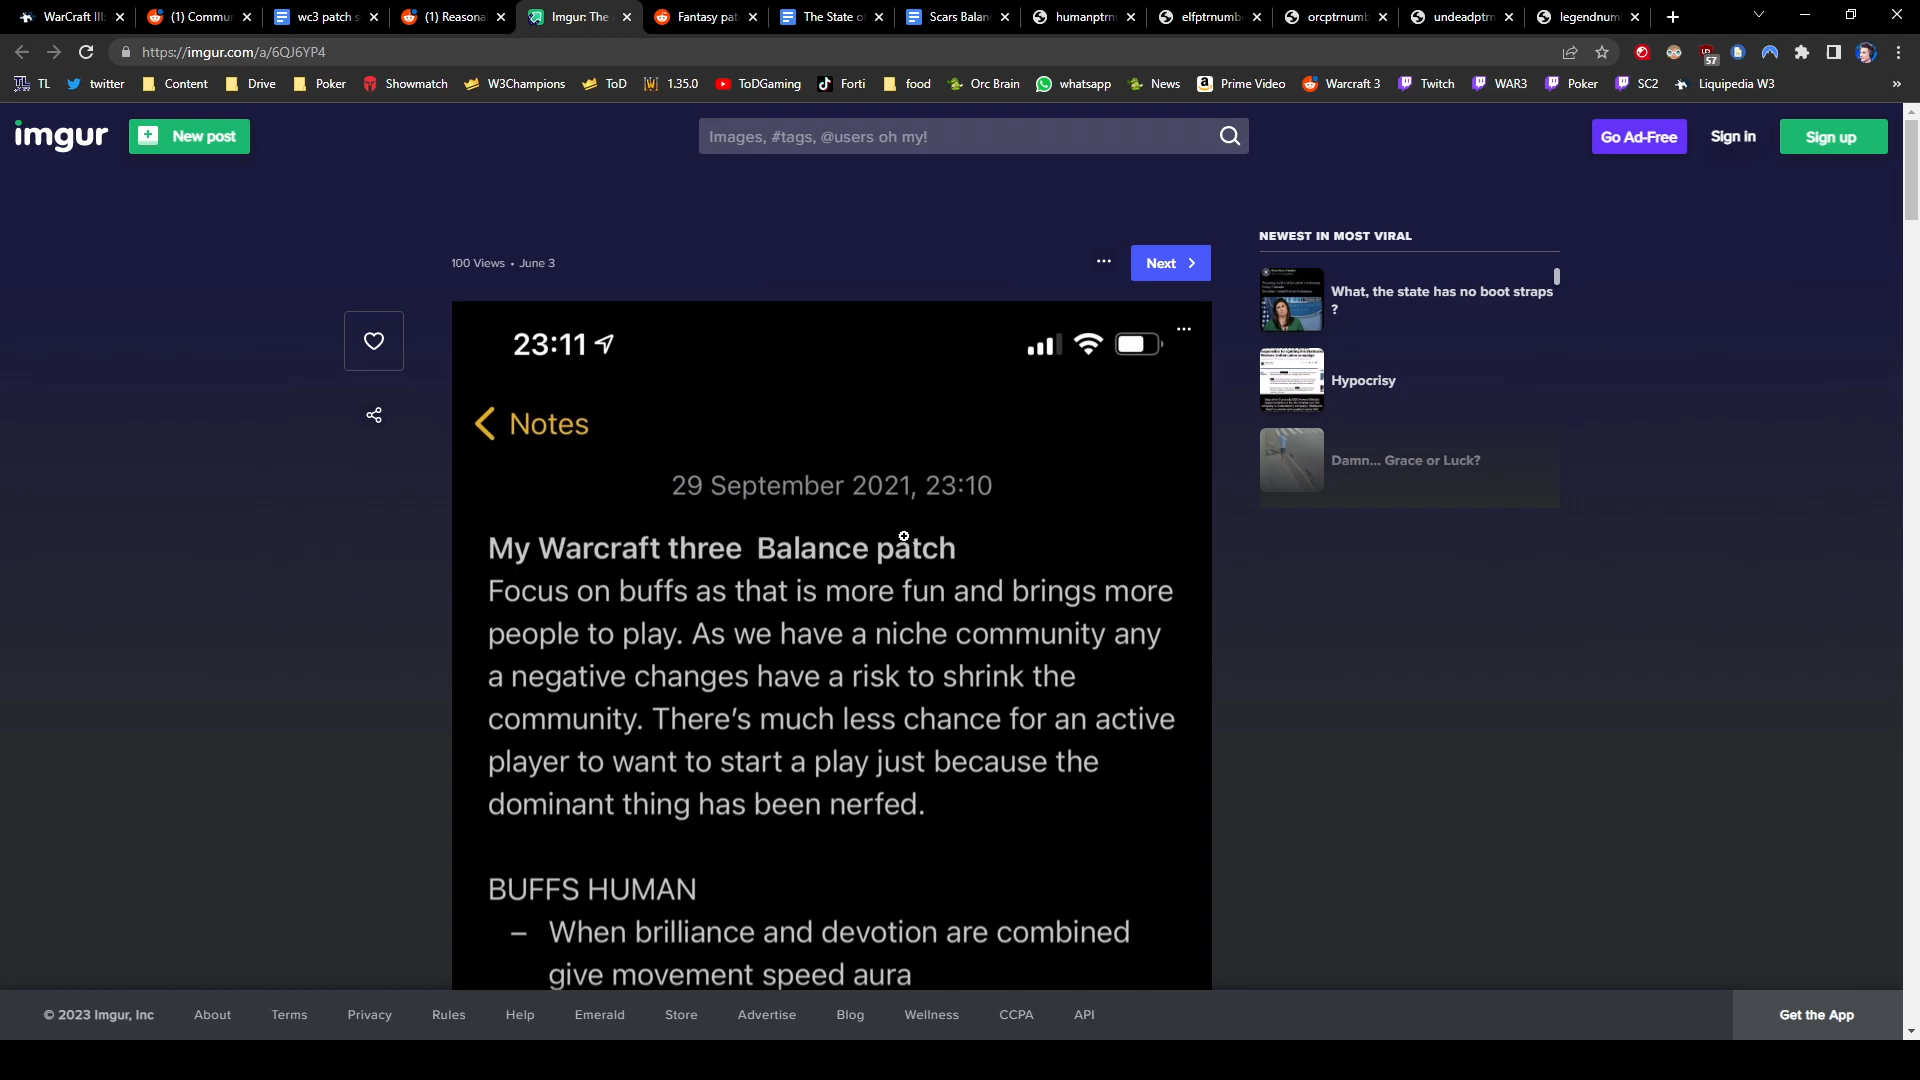 WarCraft III:
(1) Commun
wc3 patch s
(1) Reasonal
Imgur: The
Fantasy pat
The State o
Scars Balan
humanptrn
elfptrnumb
orcptrnumb
undeadptrn
legendnum
https://imgur.com/a/6QJ6YP4
57
TL
twitter
Content
Drive
Poker
Showmatch
W3Champions
ToD
1.35.0
ToDGaming
Forti
food
Orc Brain
whatsapp
News
Prime Video
Warcraft 3
Twitch
WAR3
Poker
SC2
Liquipedia W3
»
imgur
New post
Images, #tags, @users oh my!
Go Ad-Free
Sign in
Sign up
100 Views • June 3
Next
NEWEST IN MOST VIRAL
What, the state has no boot straps
?
Hypocrisy
Damn... Grace or Luck?
23:11
Notes
29 September 2021, 23:10
My Warcraft three Balance patch
Focus on buffs as that is more fun and brings more
people to play. As we have a niche community any
a negative changes have a risk to shrink the
community. There's much less chance for an active
player to want to start a play just because the
dominant thing has been nerfed.
BUFFS HUMAN
– When brilliance and devotion are combined
give movement speed aura
© 2023 Imgur, Inc
About
Terms
Privacy
Rules
Help
Emerald
Store
Advertise
Blog
Wellness
CCPA
API
Get the App